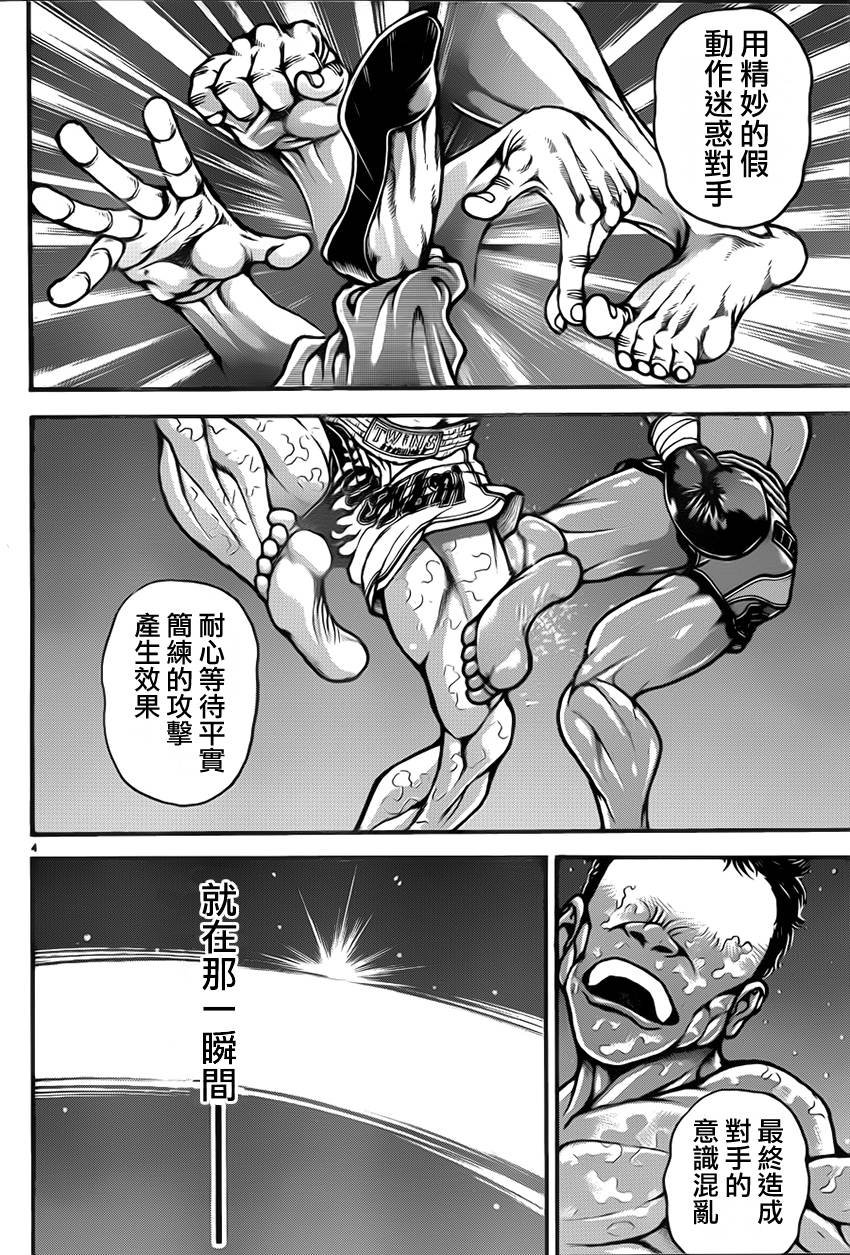 用精妙的假
動作迷惑對手
TWINS
耐心等待平實
簡練的攻擊
產生效果
4
最終造成
對手的
意識混亂
就在那一瞬間——